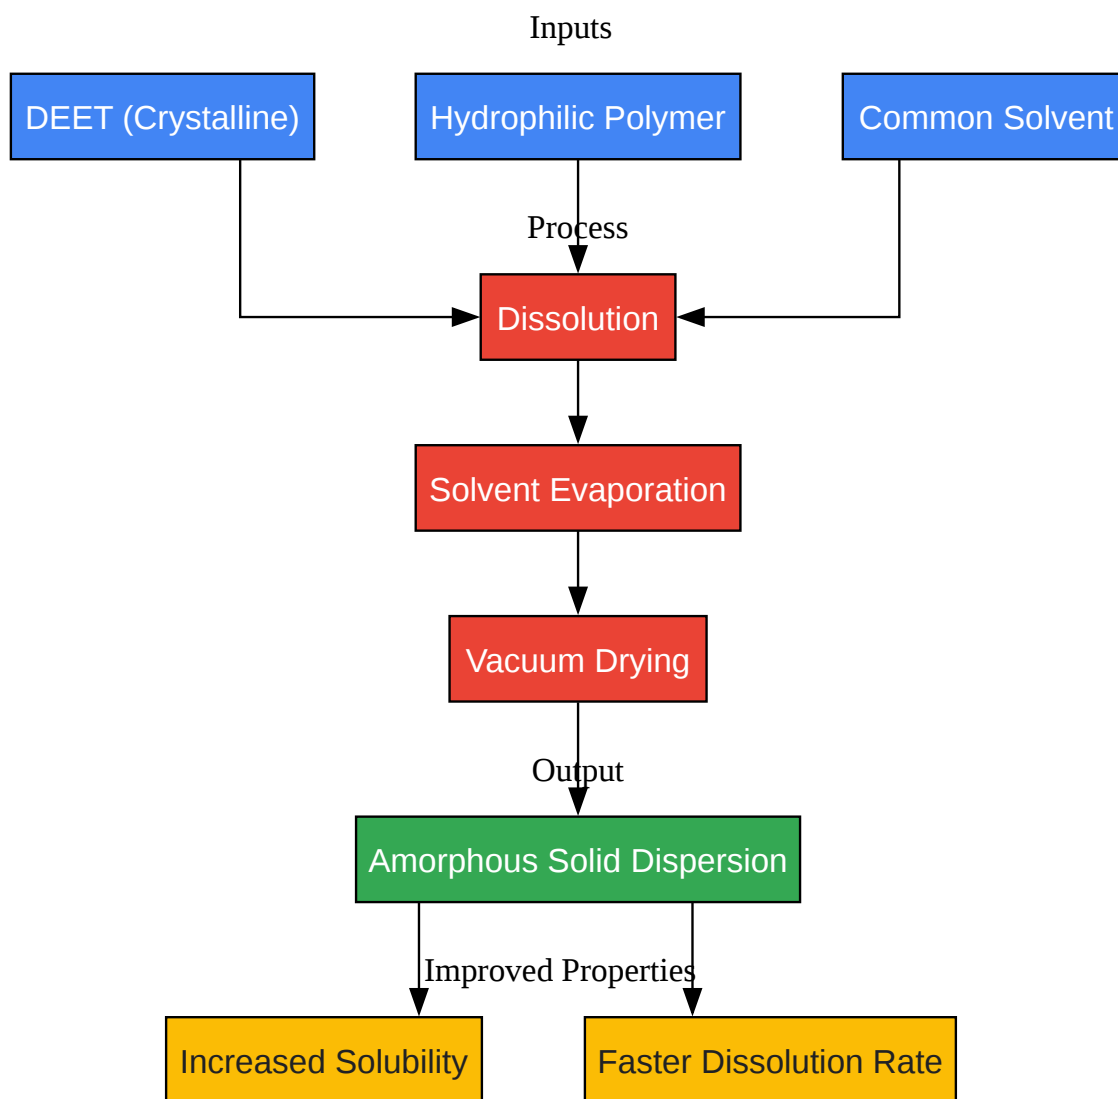 Inputs
DEET (Crystalline)
Hydrophilic Polymer
Common Solvent
Process
Dissolution
Solvent Evaporation
Vacuum Drying
Output
Amorphous Solid Dispersion
Improved Properties
Increased Solubility
Faster Dissolution Rate